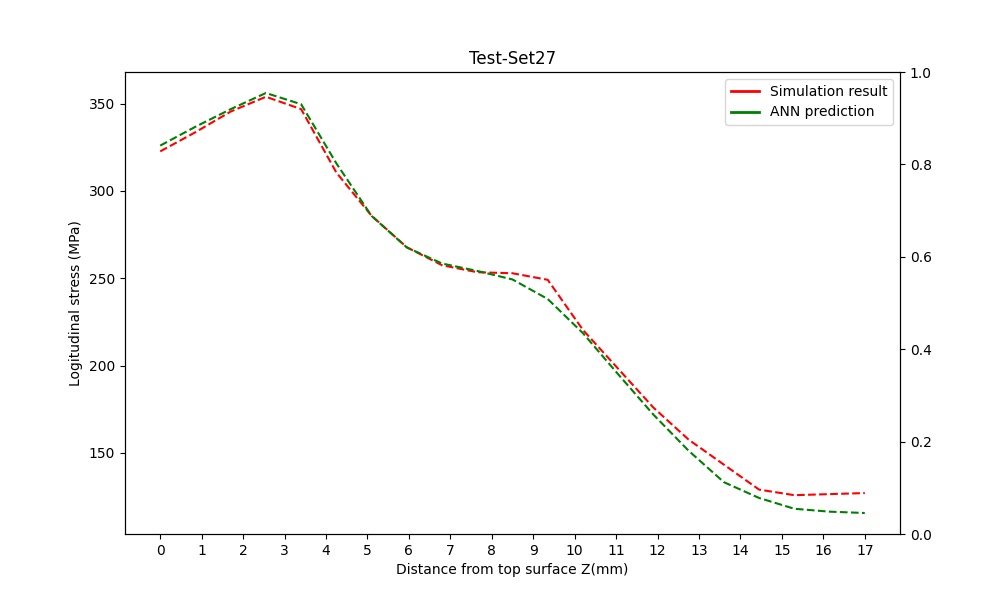 Test-Set27
Simulation result
ANN prediction
Logitudinal stress (MPa)
350
300
250
200
150
1.0
0.8
0.6
0.4
0.2
0.0
0 1 2 3 4 5 6 7 8 9 10 11 12 13 14 15 16 17
Distance from top surface Z(mm)